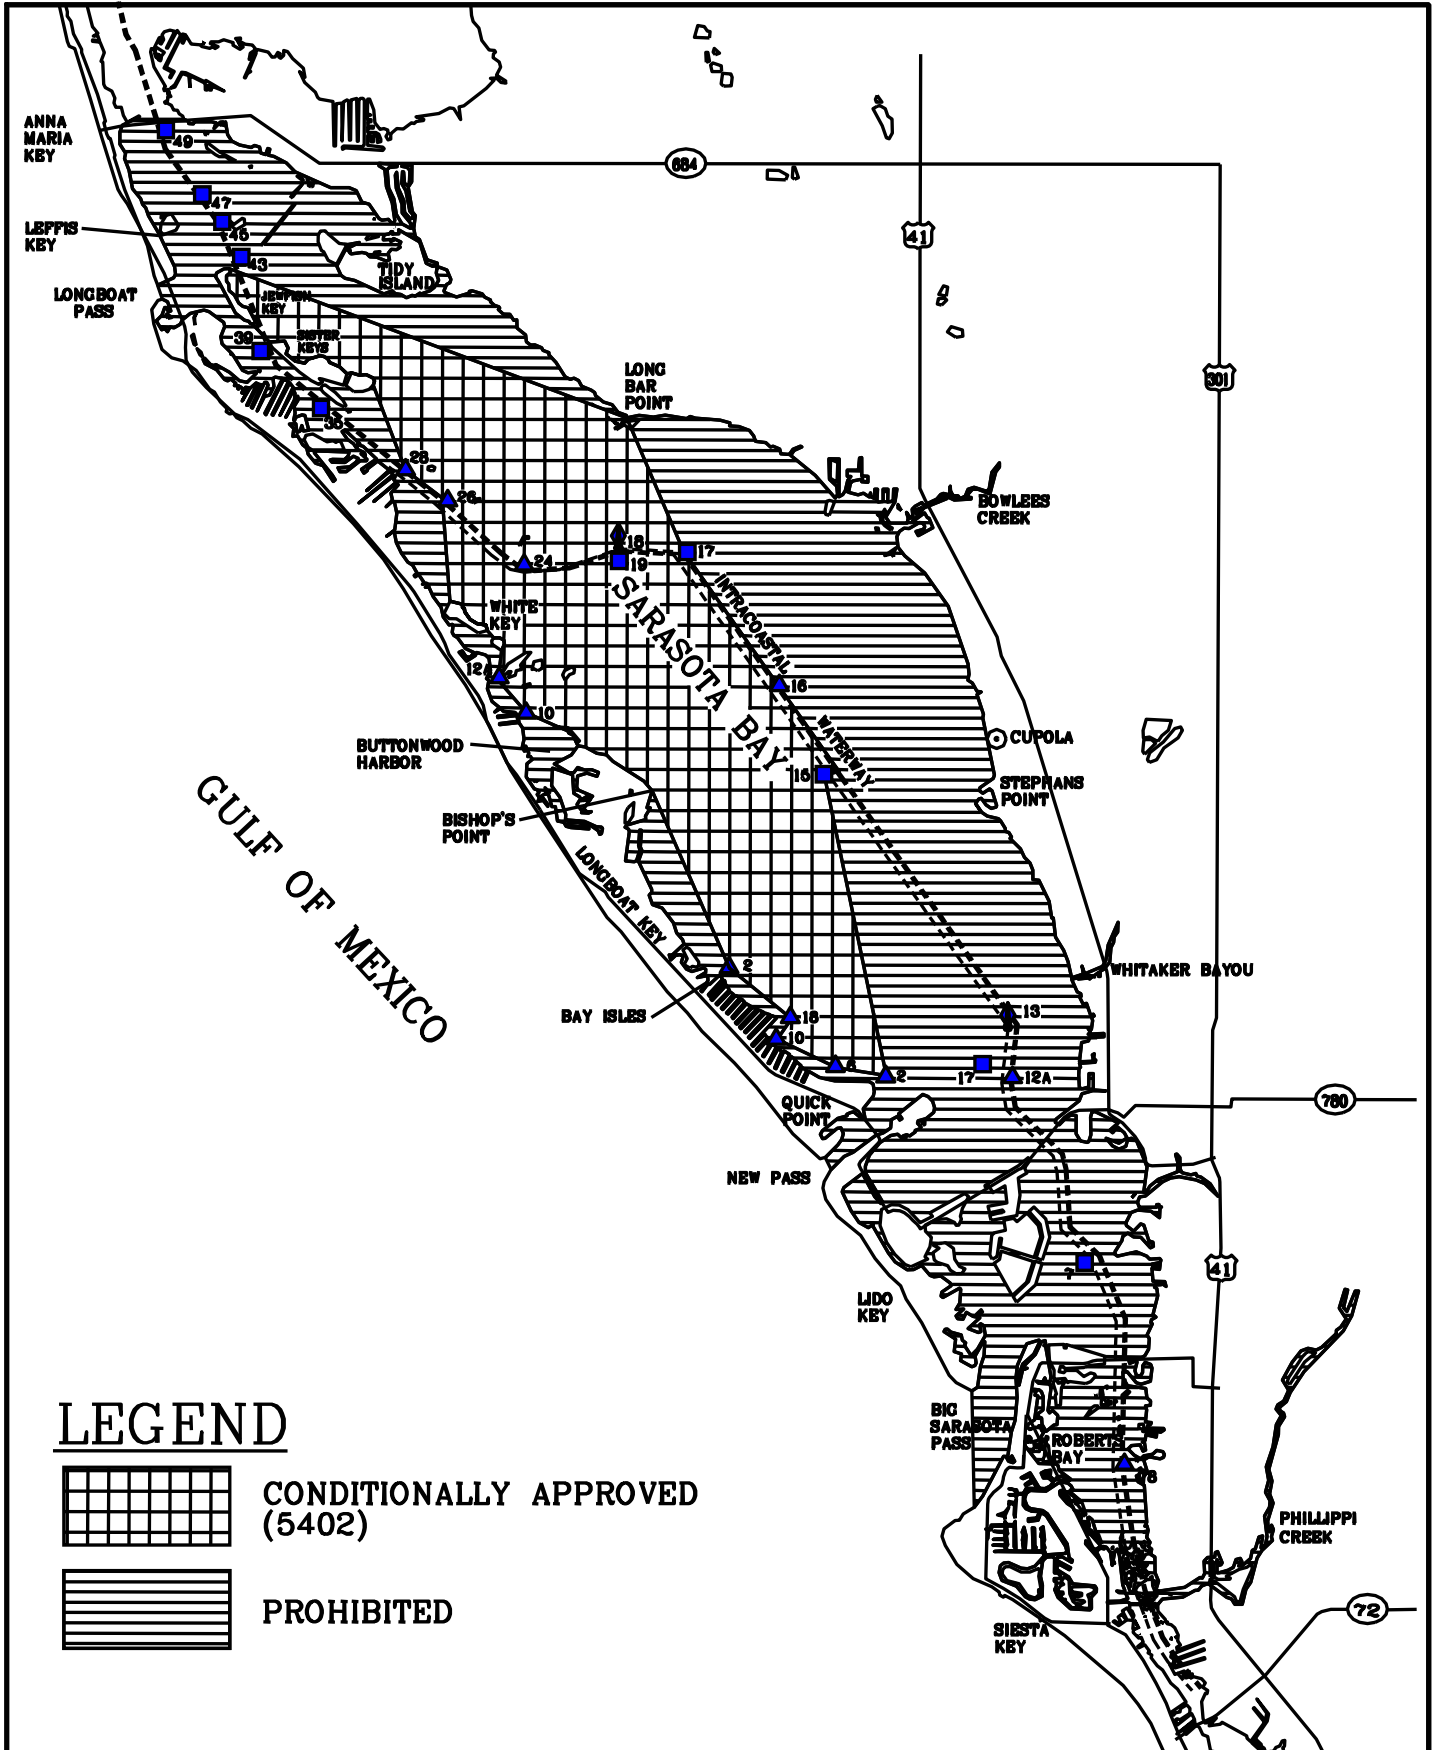 ANNA
MARIA
KEY
49
684
47
45
LEFFIS
KEY
41
43
TIDY
ISLAND
LONGBOAT
PASS
JEWFISH
KEY
39
SISTER
KEYS
LONG
BAR
POINT
301
35
28
26
BOWLEES
CREEK
18
17
24
19
SARASOTA BAY
INTRACOASTAL
WATERWAY
WHITE
KEY
12A
16
10
CUPOLA
BUTTONWOOD
HARBOR
15
STEPHANS
POINT
GULF OF MEXICO
BISHOP'S
POINT
LONGBOAT KEY
2
WHITAKER BAYOU
BAY ISLES
18
13
10
6
2
17
12A
QUICK
POINT
780
NEW PASS
7
41
LIDO
KEY
BIG
SARASOTA
PASS
ROBERTS
BAY
LEGEND
CONDITIONALLY APPROVED
(5402)
PROHIBITED
PHILLIPPI
CREEK
SIESTA
KEY
72